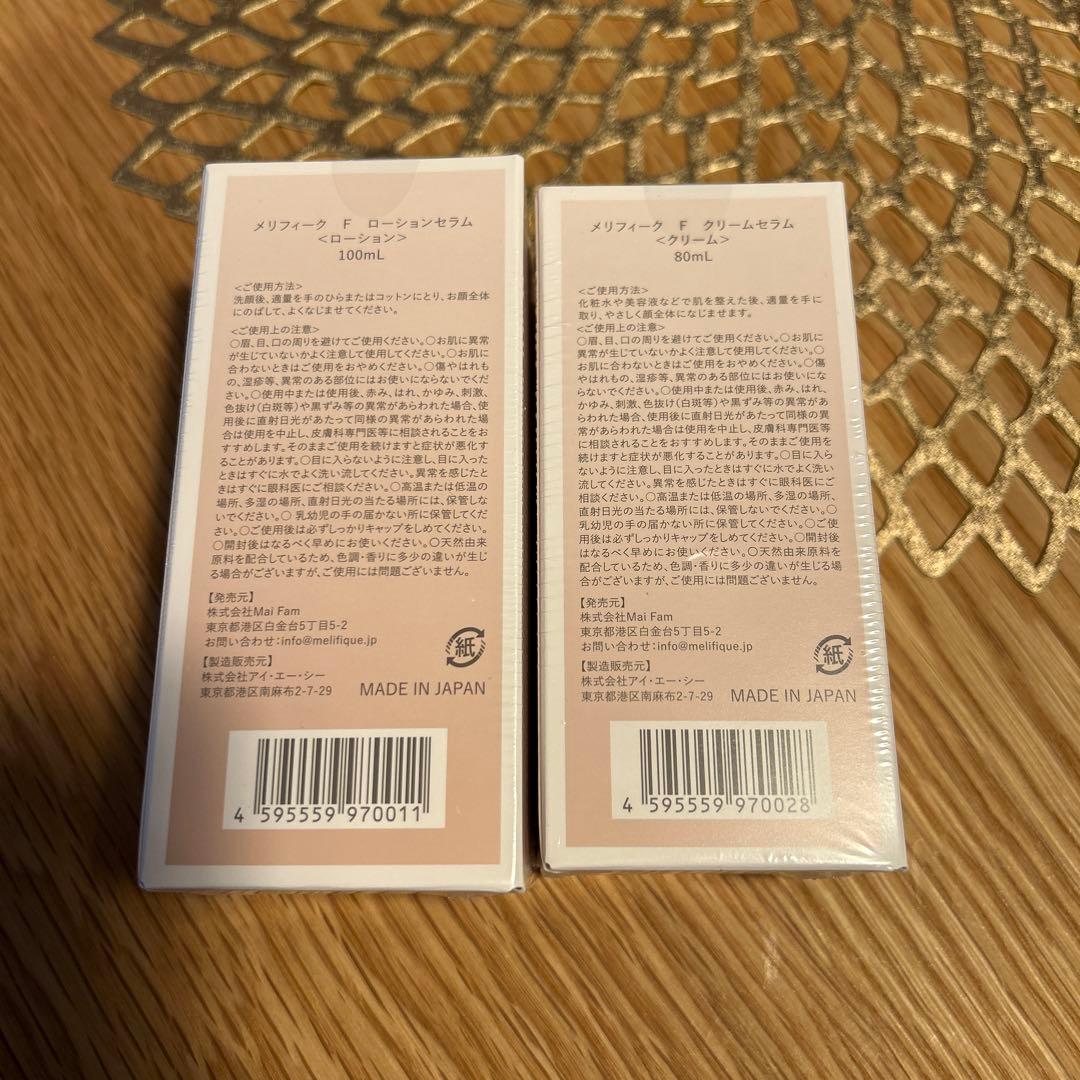 メリフィーク F ローションセラム
<ローション>
100mL
<ご使用方法>
洗顔後、適量を手のひらまたはコットンにとり、お顔全体
にのばして、よくなじませてください。
<ご使用上の注意>
○眉、目、口の周りを避けてご使用ください。○お肌に異常
が生じていないかよく注意して使用してください。○お肌に
合わないときはご使用をおやめください。○傷やはれも
の、湿疹等、異常のある部位にはお使いにならないでくだ
さい。○使用中または使用後、赤み、はれ、かゆみ、刺激、
色抜け(白斑等)や黒ずみ等の異常があらわれた場合、使
用後に直射日光があたって同様の異常があらわれた場
合は使用を中止し、皮膚科専門医等に相談されることをお
すすめします。そのままご使用を続けますと症状が悪化す
ることがあります。○目に入らないように注意し、目に入った
ときはすぐに水でよく洗い流してください。異常を感じたと
きはすぐに眼科医にご相談ください。○高温または低温の
場所、多湿の場所、直射日光の当たる場所には、保管しな
いでください。○ 乳幼児の手の届かない所に保管してくだ
さい。○ご使用後は必ずしっかりキャップをしめてください。
○開封後はなるべく早めにお使いください。○天然由来
原料を配合しているため、色調・香りに多少の違いが生じ
る場合がございますが、ご使用には問題ございません。
【発売元】
株式会社Mai Fam
東京都港区白金台5丁目5-2
お問い合わせ:info@melifique.jp
【製造販売元】
株式会社アイ・エー・シー
東京都港区南麻布2-7-29
紙
MADE IN JAPAN
4 595559 970011
メリフィーク F クリームセラム
<クリーム>
80mL
<ご使用方法>
化粧水や美容液などで肌を整えた後、適量を手に
取り、やさしく顔全体になじませます。
<ご使用上の注意>
○眉、目、口の周りを避けてご使用ください。○お肌に
異常が生じていないかよく注意して使用してください。○
お肌に合わないときはご使用をおやめください。○傷
やはれもの、湿疹等、異常のある部位にはお使いにな
らないでください。○使用中または使用後、赤み、はれ、
かゆみ、刺激、色抜け(白斑等)や黒ずみ等の異常があ
らわれた場合、使用後に直射日光があたって同様の異
常があらわれた場合は使用を中止し、皮膚科専門医等
に相談されることをおすすめします。そのままご使用を
続けますと症状が悪化することがあります。○目に入ら
ないように注意し、目に入ったときはすぐに水でよく洗い
流してください。異常を感じたときはすぐに眼科医にご
相談ください。○高温または低温の場所、多湿の場所、
直射日光の当たる場所には、保管しないでください。○
乳幼児の手の届かない所に保管してください。○ご使
用後は必ずしっかりキャップをしめてください。○開封後
はなるべく早めにお使いください。○天然由来原料を
配合しているため、色調・香りに多少の違いが生じる場
合がございますが、ご使用には問題ございません。
【発売元】
株式会社Mai Fam
東京都港区白金台5丁目5-2
お問い合わせ:info@melifique.jp
【製造販売元】
株式会社アイ・エー・シー
東京都港区南麻布2-7-29
紙
MADE IN JAPAN
4 595559 970028